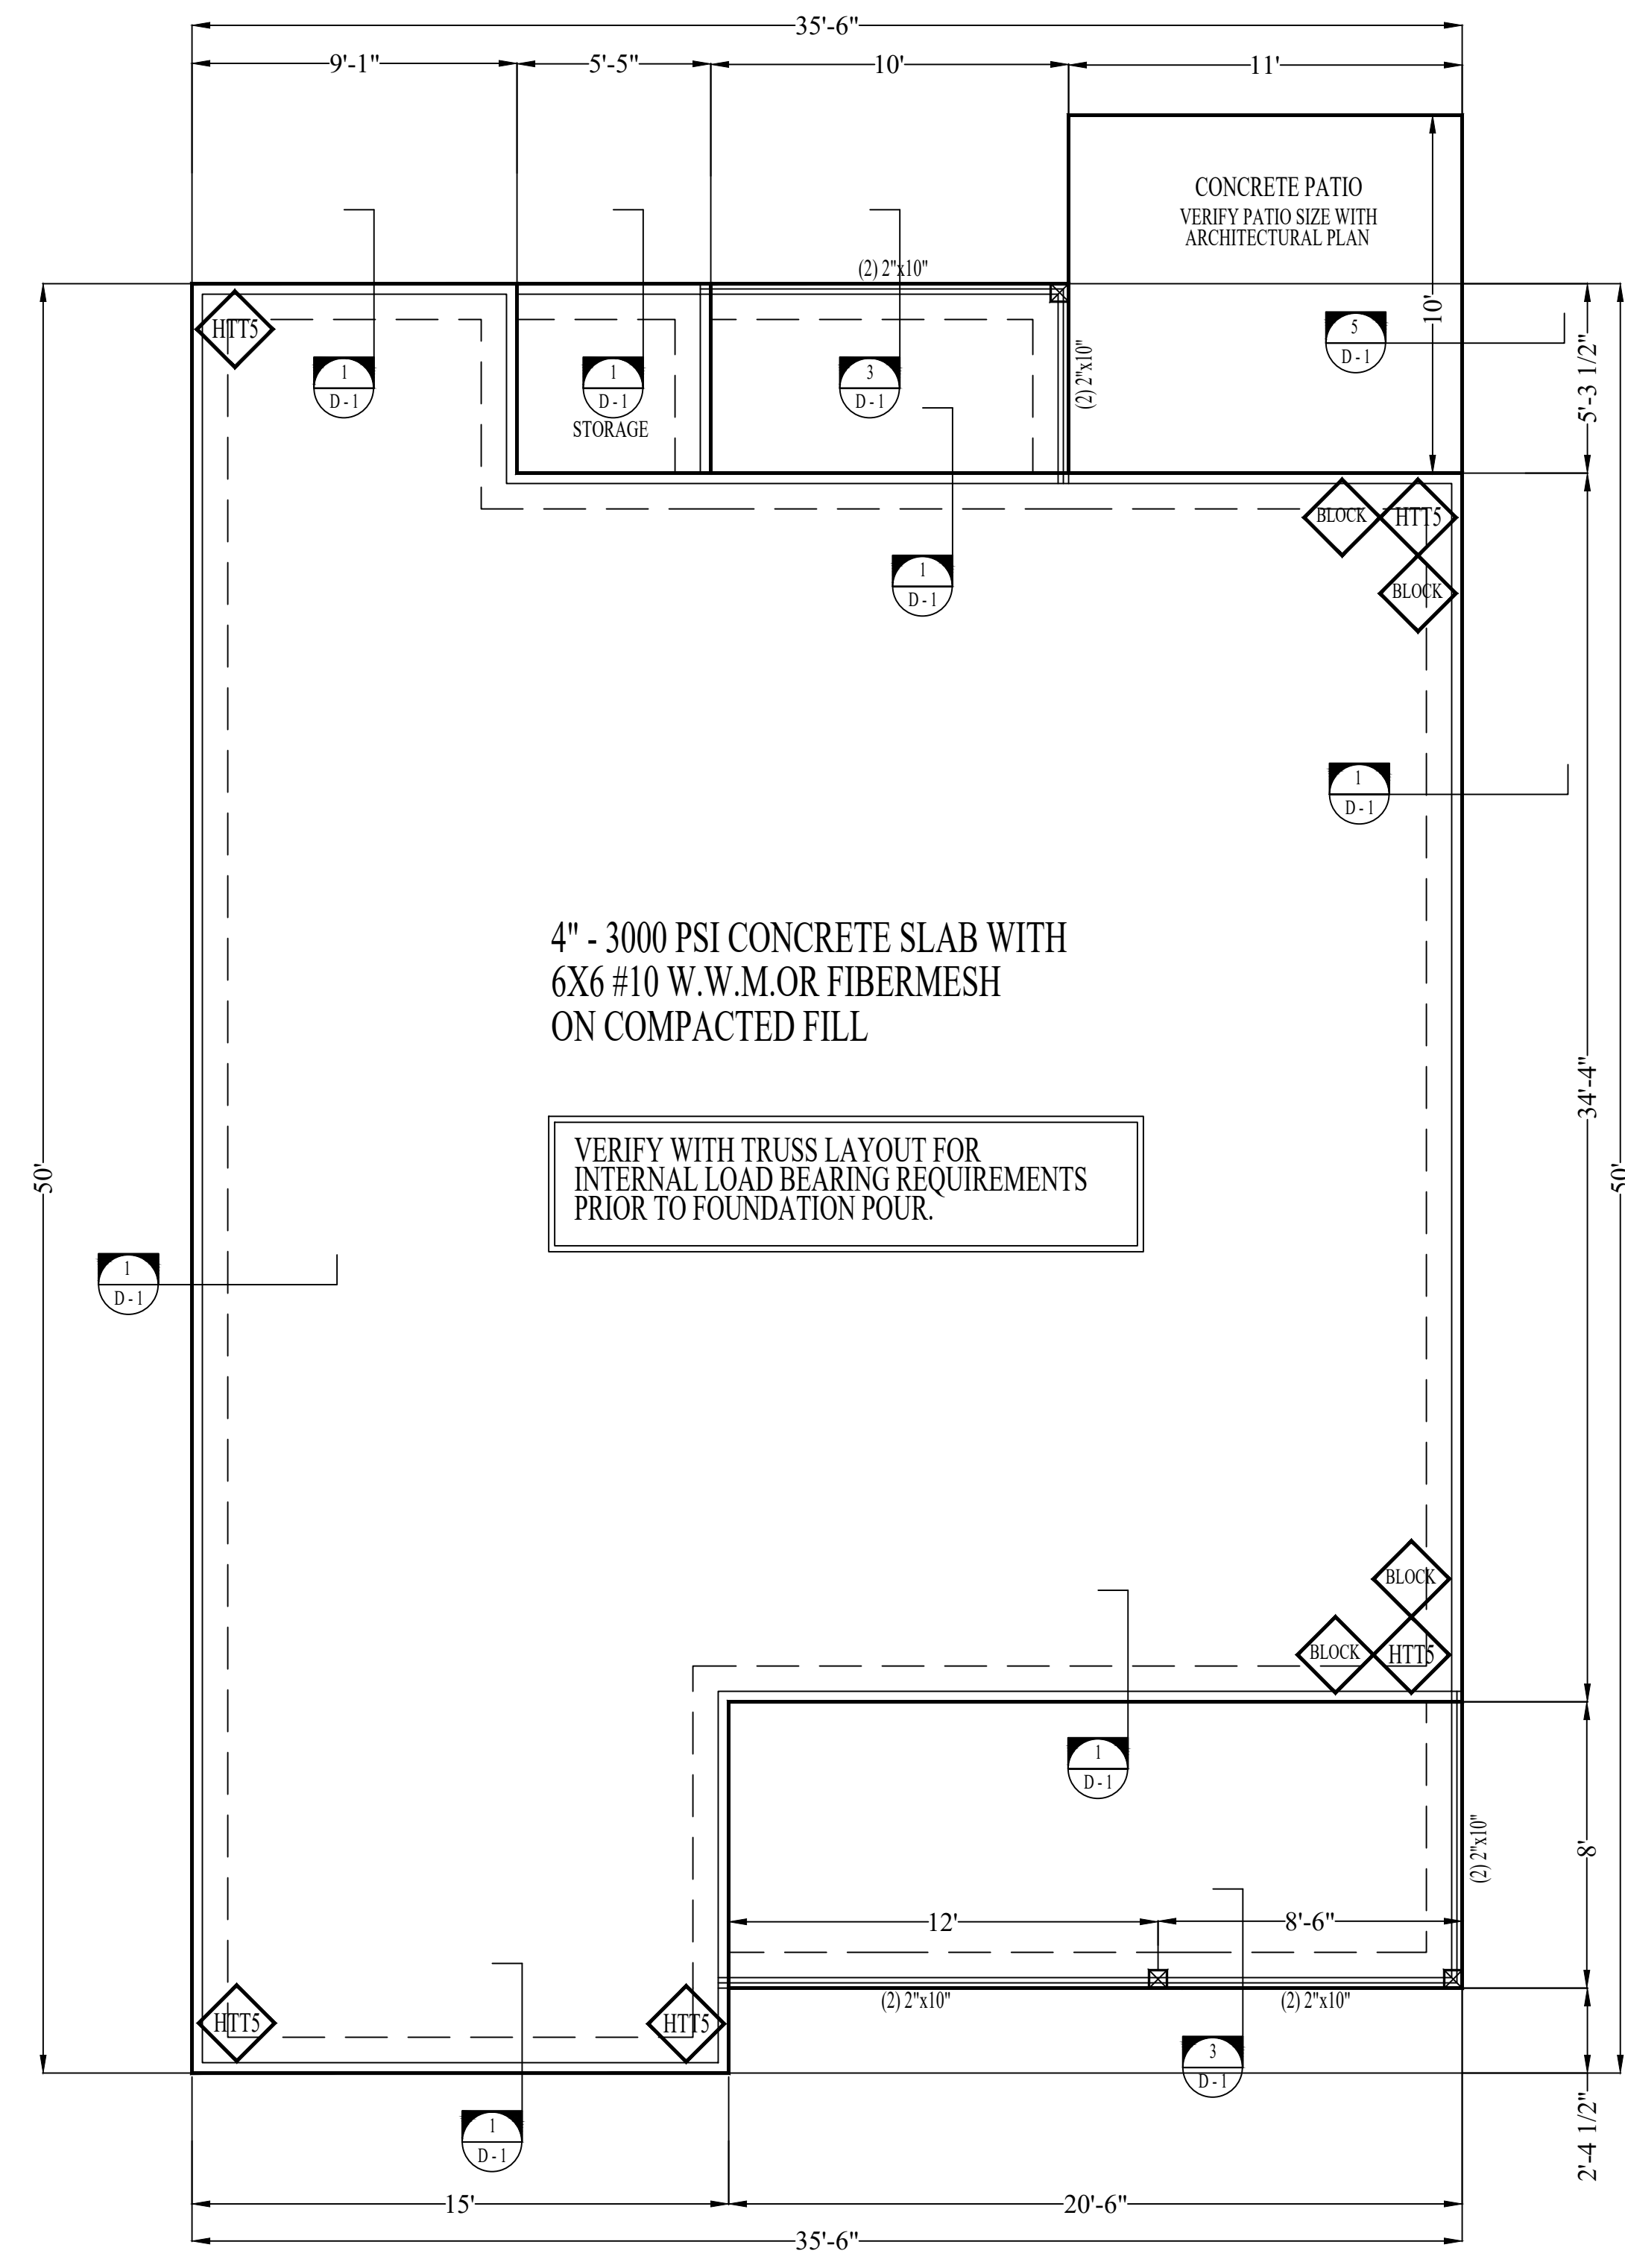 35'-6"
9'-1"
5'-5"
10'
11'
CONCRETE PATIO
VERIFY PATIO SIZE WITH
ARCHITECTURAL PLAN
(2) 2"x10"
10'
HTT5
5
D - 1
5'-3 1/2"
(2) 2"x10"
1
D - 1
1
D - 1
3
D - 1
STORAGE
BLOCK
HTT5
BLOCK
1
D - 1
1
D - 1
4" - 3000 PSI CONCRETE SLAB WITH
6X6 #10 W.W.M.OR FIBERMESH
ON COMPACTED FILL
34'-4"
VERIFY WITH TRUSS LAYOUT FOR
INTERNAL LOAD BEARING REQUIREMENTS
PRIOR TO FOUNDATION POUR.
50'
50'
1
D - 1
BLOCK
BLOCK
HTT5
1
D - 1
(2) 2"x10"
8'
12'
8'-6"
(2) 2"x10"
(2) 2"x10"
HTT5
HTT5
3
D - 1
1
D - 1
2'-4 1/2"
15'
20'-6"
35'-6"